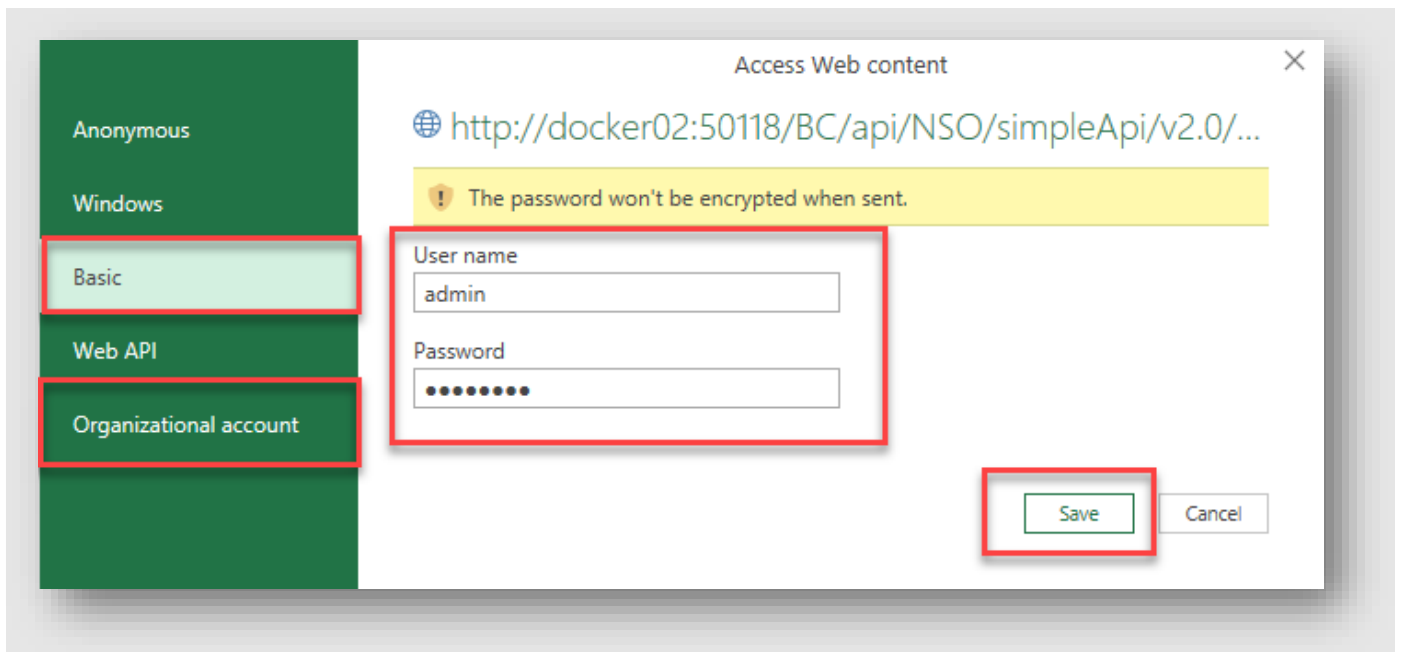 Access Web content
Anonymous
Windows
Basic
Web API
Organizational account
http://docker02:50118/BC/api/NSO/simpleApi/v2.0/...
The password won't be encrypted when sent.
User name
admin
Password
●●●●●●●●
Save
Cancel